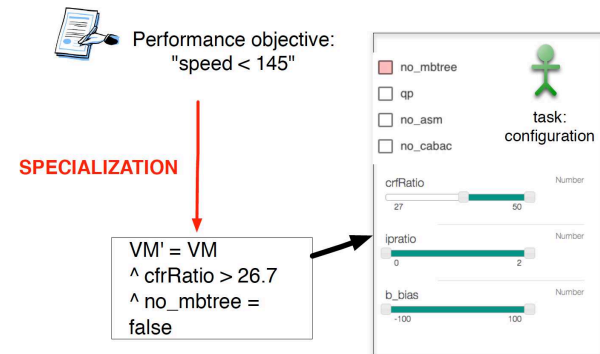 Performance objective:
"speed < 145"
SPECIALIZATION
VM' = VM
^ cfrRatio > 26.7
^ no_mbtree =
false
no_mbtree
qp
no_asm
no_cabac
task:
configuration
crfRatio
Number
27
50
ipratio
Number
0
2
b_bias
Number
-100
100